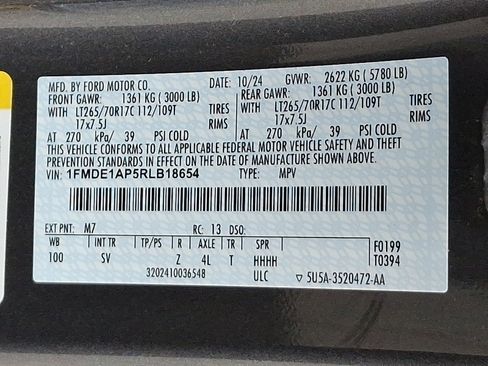 MFD. BY FORD MOTOR CO. 10/24 GVWR: 2622 KG ( 5780 LB)
FRONT GAWR: 1361 KG ( 3000 LB) REAR GAWR: 1361 KG ( 3000 LB)
WITH LT265/70R17C 112/109T TIRES WITH LT265/70R17C 112/109T TIRES
17x7.5J RIMS 17x7.5J RIMS
AT 270 kPa/ 39 PSI COLD AT 270 kPa/ 39 PSI COLD
THIS VEHICLE CONFORMS TO ALL APPLICABLE FEDERAL MOTOR VEHICLE SAFETY AND THEFT
PREVENTION STANDARDS IN EFFECT ON THE DATE OF MANUFACTURE SHOWN ABOVE.
VIN: 1FMDE1AP5RLB18654 TYPE: MPV
EXT PNT: M7 RC: 13 DSO:
WB INT TR TP/PS R AXLE TR SPR F0199
100 SV Z 4L T HHHH T0394
3202410036548 ULC ▽ 5U5A-3520472-AA